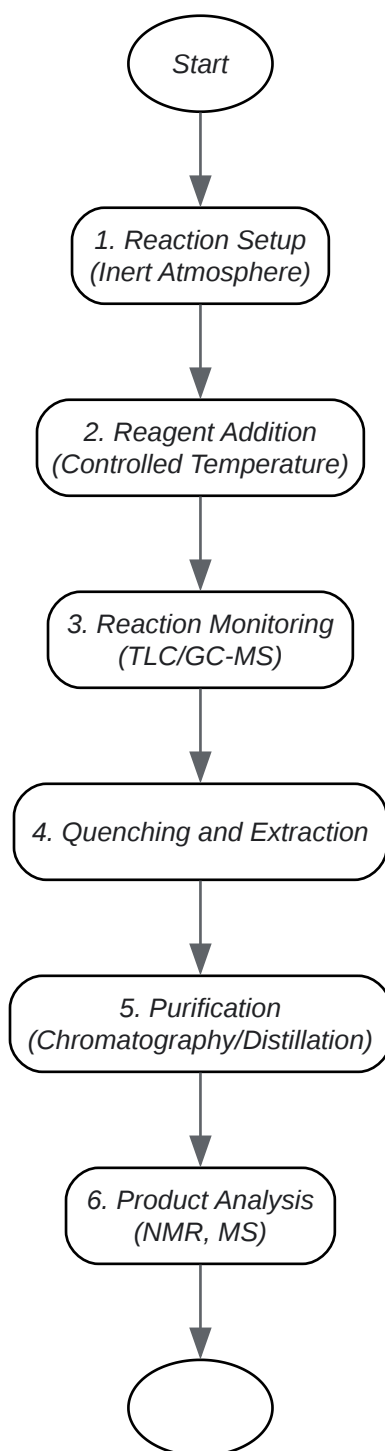 Start
1. Reaction Setup
(Inert Atmosphere)
2. Reagent Addition
(Controlled Temperature)
3. Reaction Monitoring
(TLC/GC-MS)
4. Quenching and Extraction
5. Purification
(Chromatography/Distillation)
6. Product Analysis
(NMR, MS)